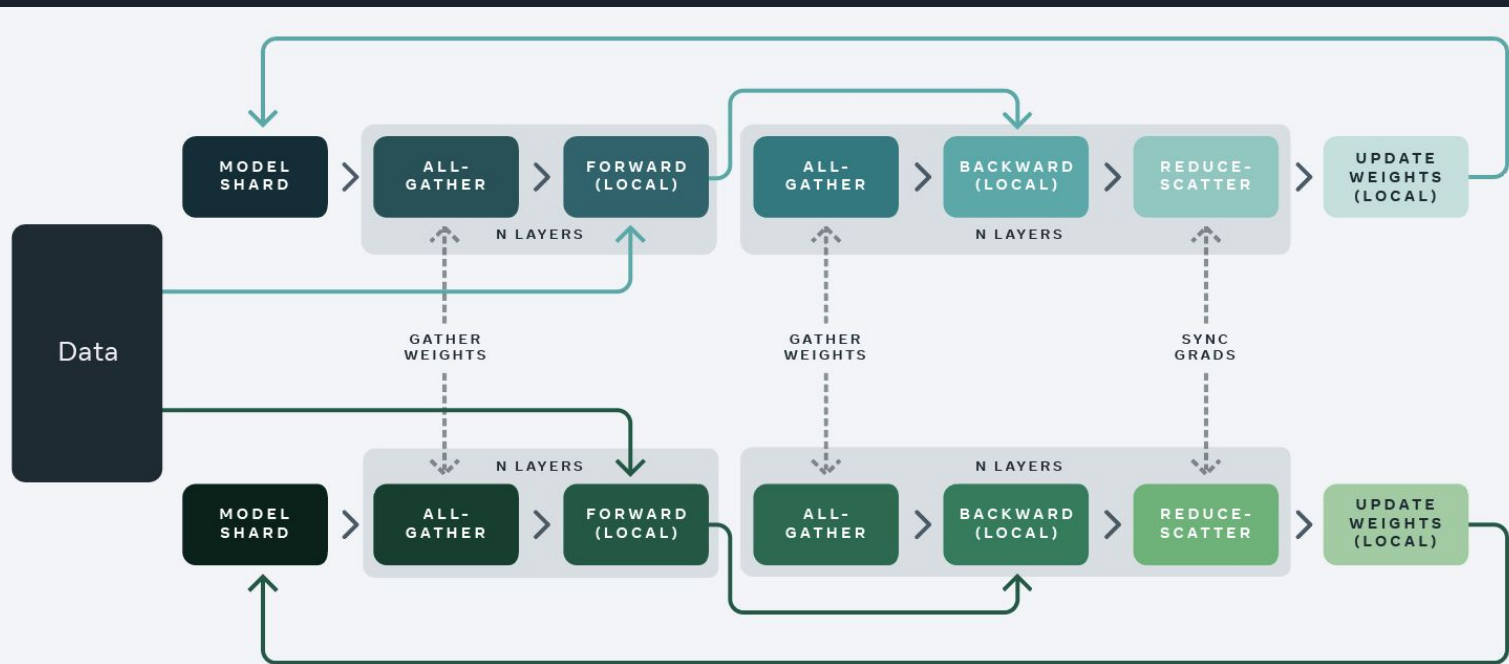 MODEL
SHARD
ALL-
GATHER
FORWARD
(LOCAL)
ALL-
GATHER
BACKWARD
(LOCAL)
REDUCE-
SCATTER
UPDATE
WEIGHTS
(LOCAL)
N LAYERS
N LAYERS
Data
GATHER
WEIGHTS
GATHER
WEIGHTS
SYNC
GRADS
N LAYERS
N LAYERS
MODEL
SHARD
ALL-
GATHER
FORWARD
(LOCAL)
ALL-
GATHER
BACKWARD
(LOCAL)
REDUCE-
SCATTER
UPDATE
WEIGHTS
(LOCAL)